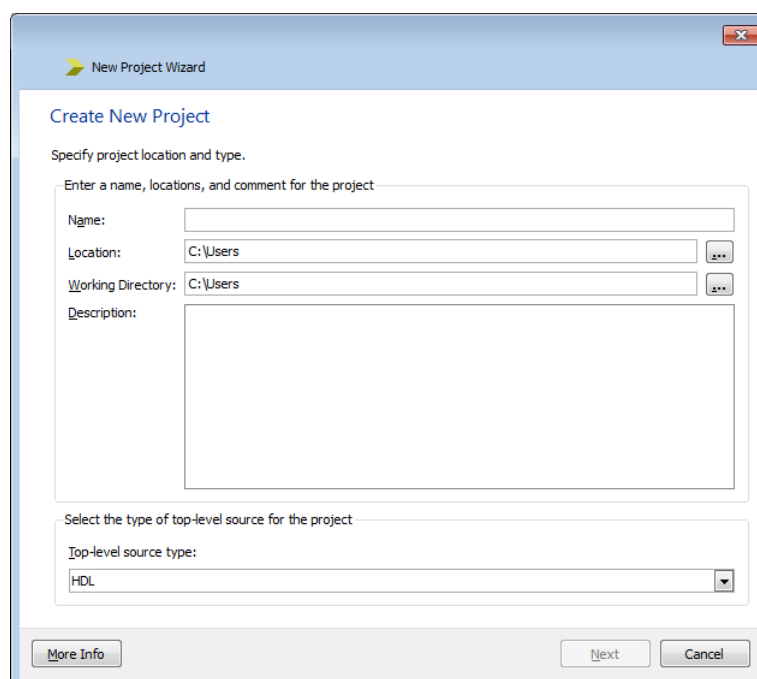 New Project Wizard
Create New Project
Specify project location and type.
Enter a name, locations, and comment for the project
Name:
Location: C:\Users ...
Working Directory: C:\Users ...
Description:
Select the type of top-level source for the project
Top-level source type:
HDL
More Info Next Cancel